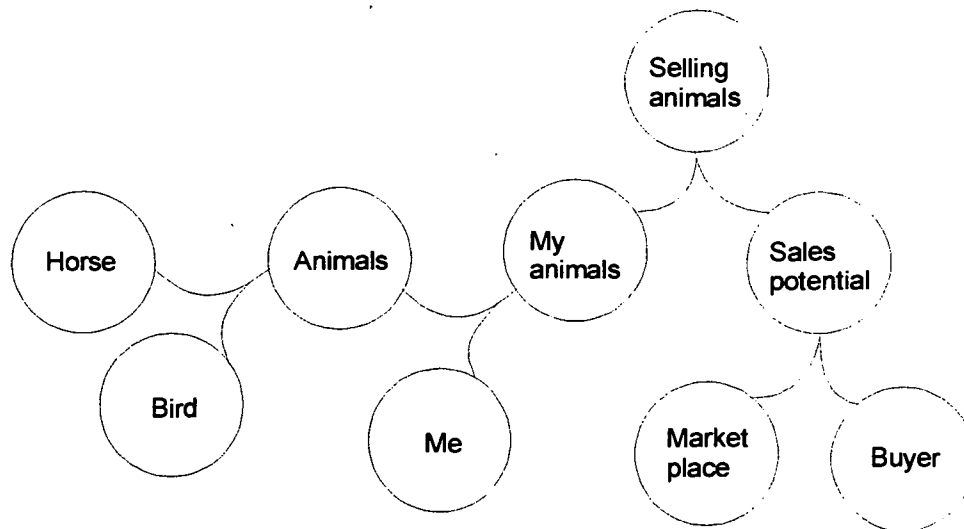 Selling
animals
Horse
Animals
My
animals
Sales
potential
Bird
Me
Market
place
Buyer